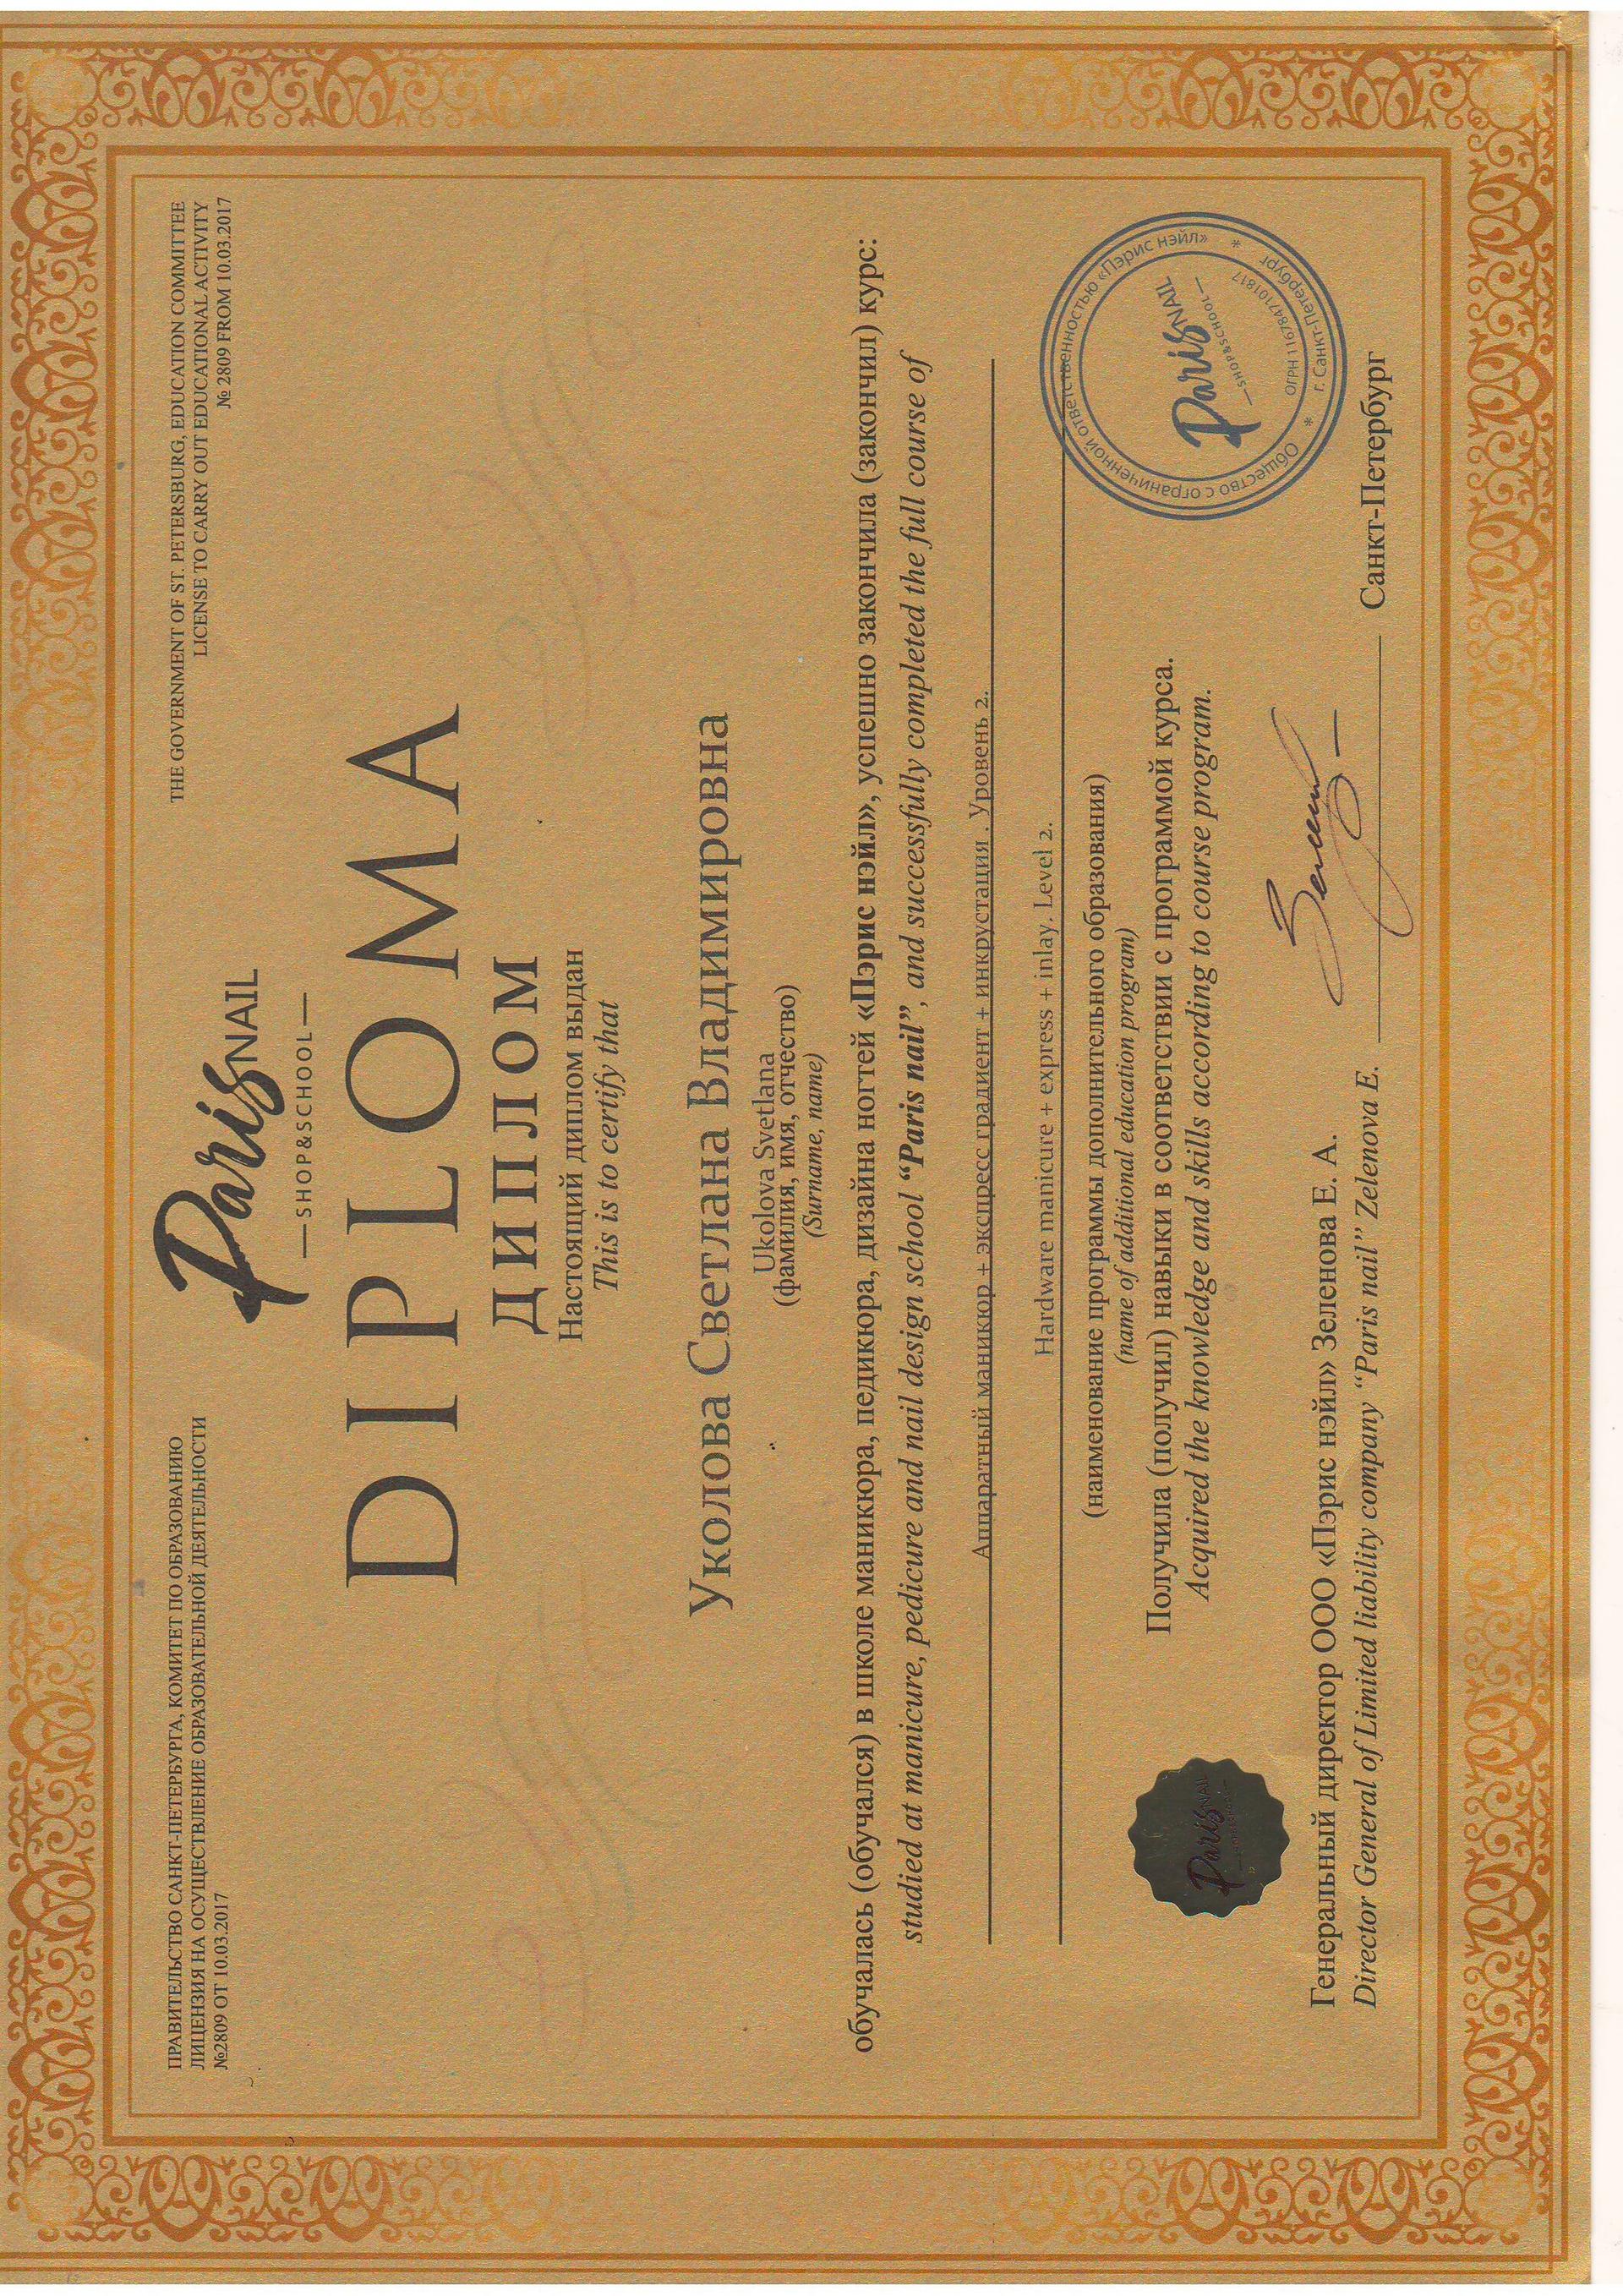 ПРАВИТЕЛЬСТВО САНКТ-ПЕТЕРБУРГА, КОМИТЕТ ПО ОБРАЗОВАНИЮ
ЛИЦЕНЗИЯ НА ОСУЩЕСТВЛЕНИЕ ОБРАЗОВАТЕЛЬНОЙ ДЕЯТЕЛЬНОСТИ
№2809 ОТ 10.03.2017
THE GOVERNMENT OF ST. PETERSBURG, EDUCATION COMMITTEE
LICENSE TO CARRY OUT EDUCATIONAL ACTIVITY
№ 2809 FROM 10.03.2017
Paris NAIL
—SHOP&SCHOOL—
DIPLOMA
ДИПЛОМ
Настоящий диплом выдан
This is to certify that
Уколова Светлана Владимировна
Ukolova Svetlana
(фамилия, имя, отчество)
(Surname, name)
обучалась (обучался) в школе маникюра, педикюра, дизайна ногтей «Пэрис нэйл», успешно закончила (закончил) курс:
studied at manicure, pedicure and nail design school “Paris nail”, and successfully completed the full course of
Аппаратный маникюр + экспресс градиент + инкрустация . Уровень 2.
Hardware manicure + express + inlay. Level 2.
(наименование программы дополнительного образования)
(name of additional education program)
Получила (получил) навыки в соответствии с программой курса.
Acquired the knowledge and skills according to course program.
Paris NAIL
Общество с ограниченной ответственностью «Пэрис нэйл»
* г. Санкт-Петербург *
ОГРН 1167847101817
Paris NAIL
—SHOP&SCHOOL—
Генеральный директор ООО «Пэрис нэйл» Зеленова Е. А.
Director General of Limited liability company “Paris nail” Zelenova E.
Санкт-Петербург